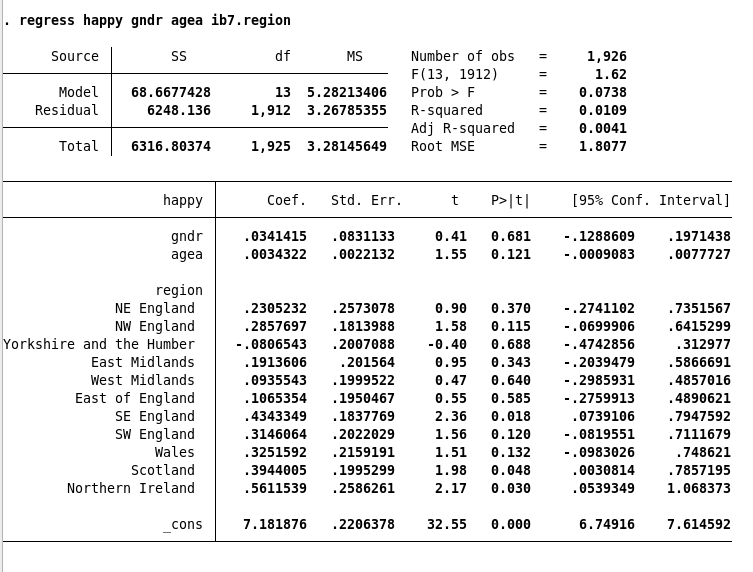 . regress happy gndr agea ib7.region
Source SS df MS Number of obs = 1,926
F(13, 1912) = 1.62
Model 68.6677428 13 5.28213406 Prob > F = 0.0738
Residual 6248.136 1,912 3.26785355 R-squared = 0.0109
Adj R-squared = 0.0041
Total 6316.80374 1,925 3.28145649 Root MSE = 1.8077
happy Coef. Std. Err. t P>|t| [95% Conf. Interval]
gndr .0341415 .0831133 0.41 0.681 -.1288609 .1971438
agea .0034322 .0022132 1.55 0.121 -.0009083 .0077727
region
NE England .2305232 .2573078 0.90 0.370 -.2741102 .7351567
NW England .2857697 .1813988 1.58 0.115 -.0699906 .6415299
Yorkshire and the Humber -.0806543 .2007088 -0.40 0.688 -.4742856 .312977
East Midlands .1913606 .201564 0.95 0.343 -.2039479 .5866691
West Midlands .0935543 .1999522 0.47 0.640 -.2985931 .4857016
East of England .1065354 .1950467 0.55 0.585 -.2759913 .4890621
SE England .4343349 .1837769 2.36 0.018 .0739106 .7947592
SW England .3146064 .2022029 1.56 0.120 -.0819551 .7111679
Wales .3251592 .2159191 1.51 0.132 -.0983026 .748621
Scotland .3944005 .1995299 1.98 0.048 .0030814 .7857195
Northern Ireland .5611539 .2586261 2.17 0.030 .0539349 1.068373
_cons 7.181876 .2206378 32.55 0.000 6.74916 7.614592